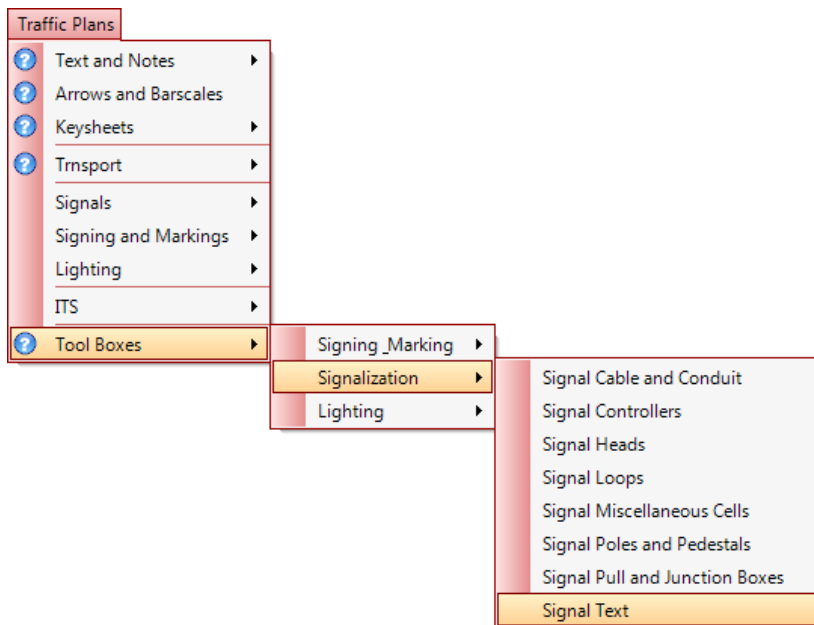 Traffic Plans
Text and Notes
Arrows and Barscales
Keysheets
Trnsport
Signals
Signing and Markings
Lighting
ITS
Tool Boxes
Signing _Marking
Signalization
Lighting
Signal Cable and Conduit
Signal Controllers
Signal Heads
Signal Loops
Signal Miscellaneous Cells
Signal Poles and Pedestals
Signal Pull and Junction Boxes
Signal Text